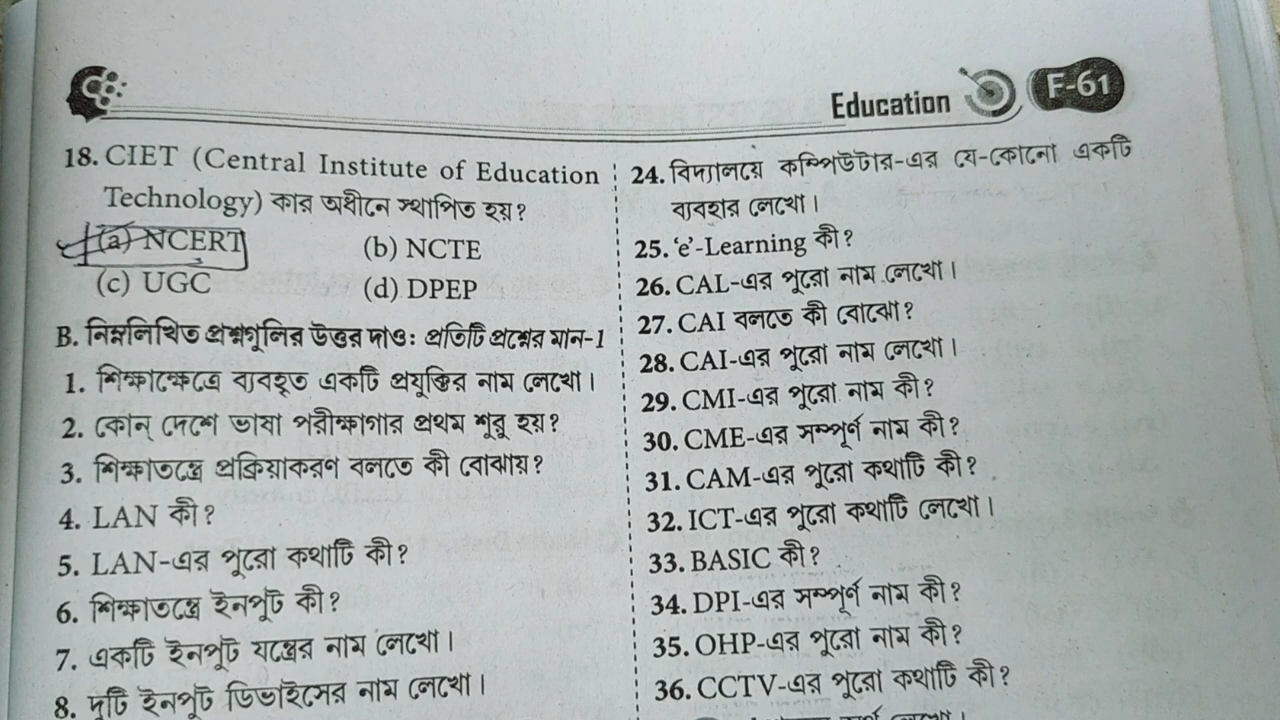 Education F-61
18. CIET (Central Institute of Education
Technology) কার অধীনে স্থাপিত হয়?
(a) NCERT (b) NCTE
(c) UGC (d) DPEP
B. নিম্নলিখিত প্রশ্নগুলির উত্তর দাও: প্রতিটি প্রশ্নের মান-1
1. শিক্ষাক্ষেত্রে ব্যবহৃত একটি প্রযুক্তির নাম লেখো।
2. কোন্ দেশে ভাষা পরীক্ষাগার প্রথম শুরু হয়?
3. শিক্ষাতন্ত্রে প্রক্রিয়াকরণ বলতে কী বোঝায়?
4. LAN কী?
5. LAN-এর পুরো কথাটি কী?
6. শিক্ষাতন্ত্রে ইনপুট কী?
7. একটি ইনপুট যন্ত্রের নাম লেখো।
8. দুটি ইনপুট ডিভাইসের নাম লেখো।
24. বিদ্যালয়ে কম্পিউটার-এর যে-কোনো একটি
ব্যবহার লেখো।
25. ‘e’-Learning কী?
26. CAL-এর পুরো নাম লেখো।
27. CAI বলতে কী বোঝো?
28. CAI-এর পুরো নাম লেখো।
29. CMI-এর পুরো নাম কী?
30. CME-এর সম্পূর্ণ নাম কী?
31. CAM-এর পুরো কথাটি কী?
32. ICT-এর পুরো কথাটি লেখো।
33. BASIC কী?
34. DPI-এর সম্পূর্ণ নাম কী?
35. OHP-এর পুরো নাম কী?
36. CCTV-এর পুরো কথাটি কী?